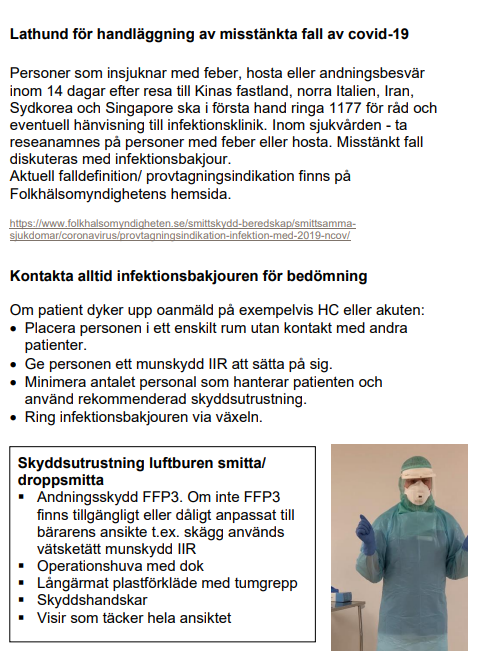 Lathund för handläggning av misstänkta fall av covid-19
Personer som insjuknar med feber, hosta eller andningsbesvär
inom 14 dagar efter resa till Kinas fastland, norra Italien, Iran,
Sydkorea och Singapore ska i första hand ringa 1177 för råd och
eventuell hänvisning till infektionsklinik. Inom sjukvården - ta
reseanamnes på personer med feber eller hosta. Misstänkt fall
diskuteras med infektionsbakjour.
Aktuell falldefinition/ provtagningsindikation finns på
Folkhälsomyndighetens hemsida.
https://www.folkhalsomyndigheten.se/smittskydd-beredskap/smittsamma-
sjukdomar/coronavirus/provtagningsindikation-infektion-med-2019-ncov/
Kontakta alltid infektionsbakjouren för bedömning
Om patient dyker upp oanmäld på exempelvis HC eller akuten:
• Placera personen i ett enskilt rum utan kontakt med andra
patienter.
• Ge personen ett munskydd IIR att sätta på sig.
• Minimera antalet personal som hanterar patienten och
använd rekommenderad skyddsutrustning.
• Ring infektionsbakjouren via växeln.
Skyddsutrustning luftburen smitta/
droppsmitta
▪ Andningsskydd FFP3. Om inte FFP3
finns tillgängligt eller dåligt anpassat till
bärarens ansikte t.ex. skägg används
vätsketätt munskydd IIR
▪ Operationshuva med dok
▪ Långärmat plastförkläde med tumgrepp
▪ Skyddshandskar
▪ Visir som täcker hela ansiktet